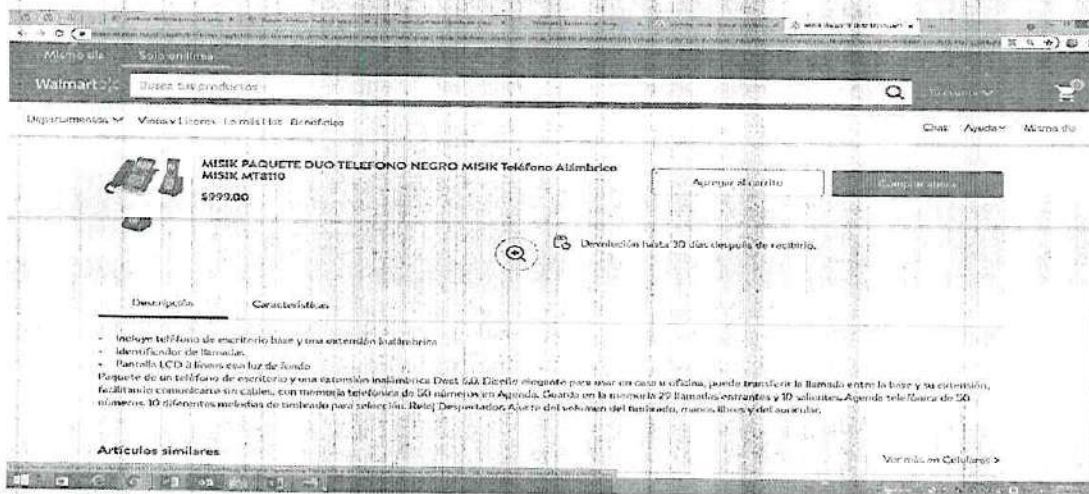 Mismo día Solo en línea
Walmart Busca tus productos
Departamentos Vinos y Licores Lo más Hot Beneficios Chat Ayuda Mismo día
MISIK PAQUETE DUO TELEFONO NEGRO MISIK Teléfono Alámbrico
MISIK MT8110
$999.00
Agregar al carrito Comprar ahora
Devolución hasta 30 días después de recibirlo.
Descripción Características
- Incluye teléfono de escritorio base y una extensión inalámbrica
- Identificador de llamadas
- Pantalla LCD 3 líneas con luz de fondo
Paquete de un teléfono de escritorio y una extensión inalámbrica Dect 6.0. Diseño elegante para usar en casa u oficina, puede transferir la llamada entre la base y su extensión,
facilitando comunicarse sin cables, con memoria telefónica de 50 números en Agenda. Guarda en la memoria 29 llamadas entrantes y 10 salientes. Agenda telefónica de 50
números. 10 diferentes melodías de timbrado para selección. Reloj Despertador. Ajuste del volumen del timbrado, manos libres y del auricular.
Artículos similares
Ver más en Celulares >